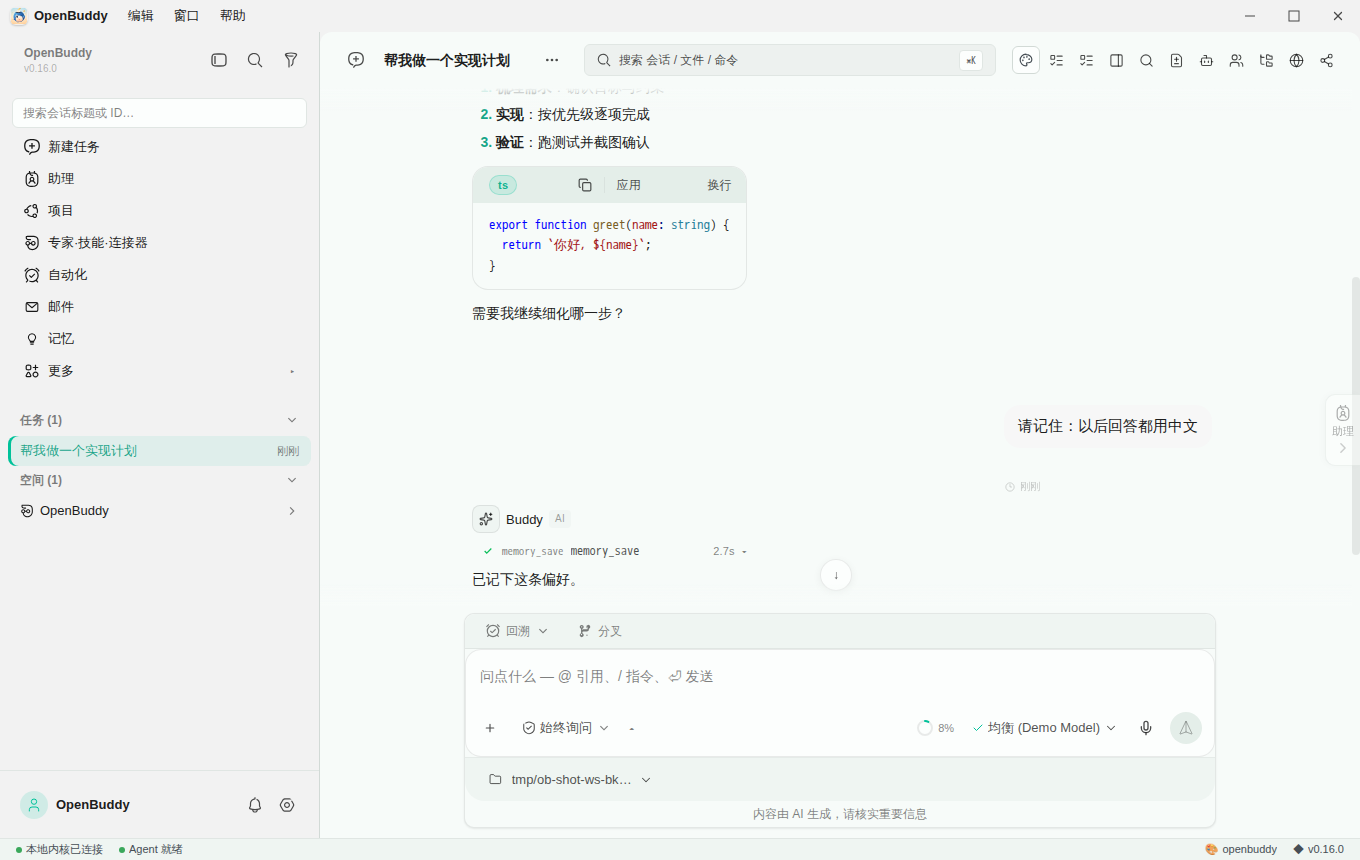 OpenBuddy 编辑 窗口 帮助
OpenBuddy
v0.16.0
搜索会话标题或 ID…
新建任务
助理
项目
专家·技能·连接器
自动化
邮件
记忆
更多
任务 (1)
帮我做一个实现计划 刚刚
空间 (1)
OpenBuddy
OpenBuddy
帮我做一个实现计划
搜索 会话 / 文件 / 命令 ⌘K
2. 实现：按优先级逐项完成
3. 验证：跑测试并截图确认
ts 应用 换行
export function greet(name: string) {
return `你好, ${name}`;
}
需要我继续细化哪一步？
请记住：以后回答都用中文
刚刚
助理
Buddy AI
memory_save memory_save 2.7s
已记下这条偏好。
↓
回溯 分叉
问点什么 — @ 引用、/ 指令、⏎ 发送
始终询问 8% 均衡 (Demo Model)
tmp/ob-shot-ws-bk…
内容由 AI 生成，请核实重要信息
本地内核已连接 Agent 就绪 openbuddy v0.16.0